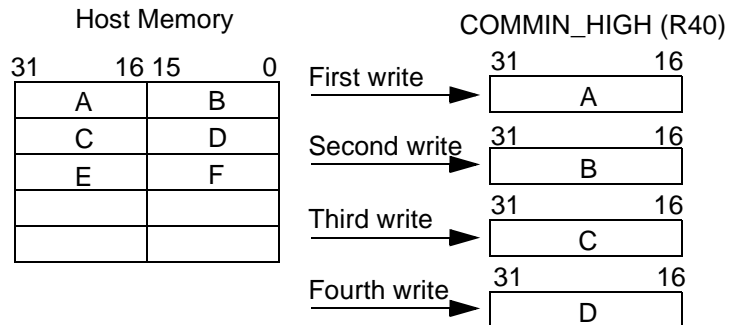 Host Memory
COMMIN_HIGH (R40)
31 16 15 0
A B
C D
E F
First write
31 16
A
Second write
31 16
B
Third write
31 16
C
Fourth write
31 16
D